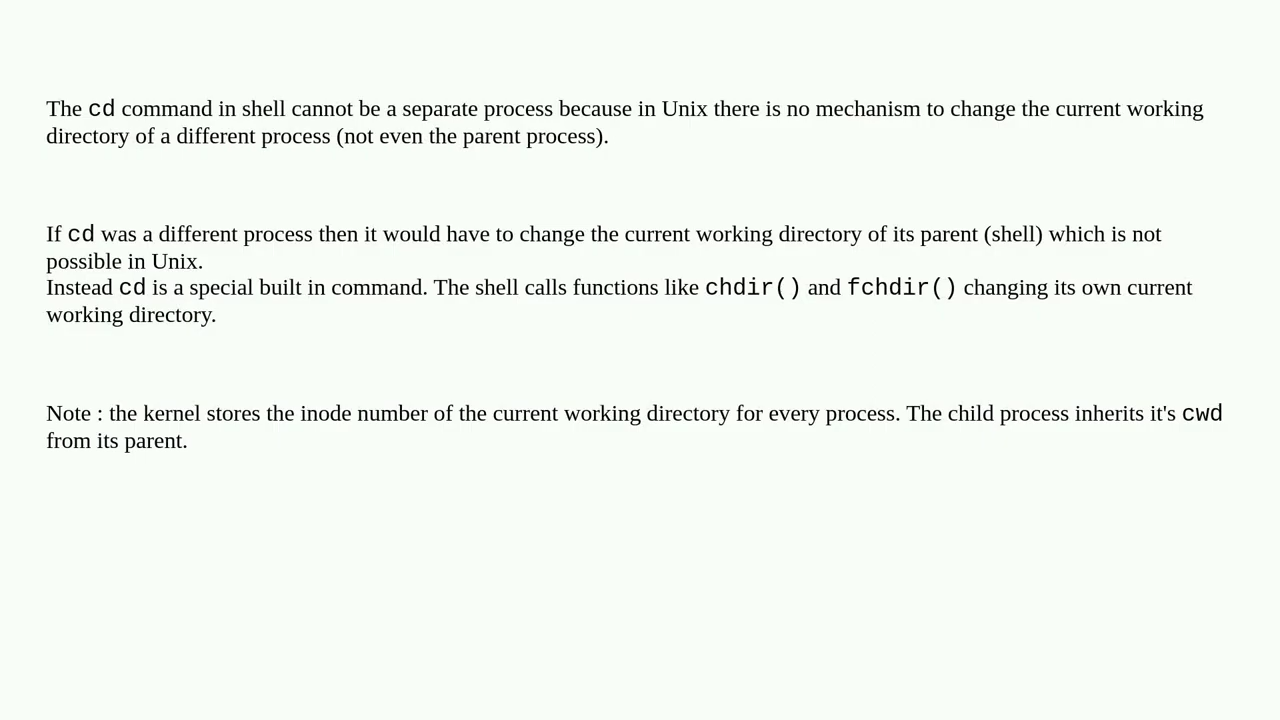 The cd command in shell cannot be a separate process because in Unix there is no mechanism to change the current working
directory of a different process (not even the parent process).
If cd was a different process then it would have to change the current working directory of its parent (shell) which is not
possible in Unix.
Instead cd is a special built in command. The shell calls functions like chdir() and fchdir() changing its own current
working directory.
Note : the kernel stores the inode number of the current working directory for every process. The child process inherits it's cwd
from its parent.